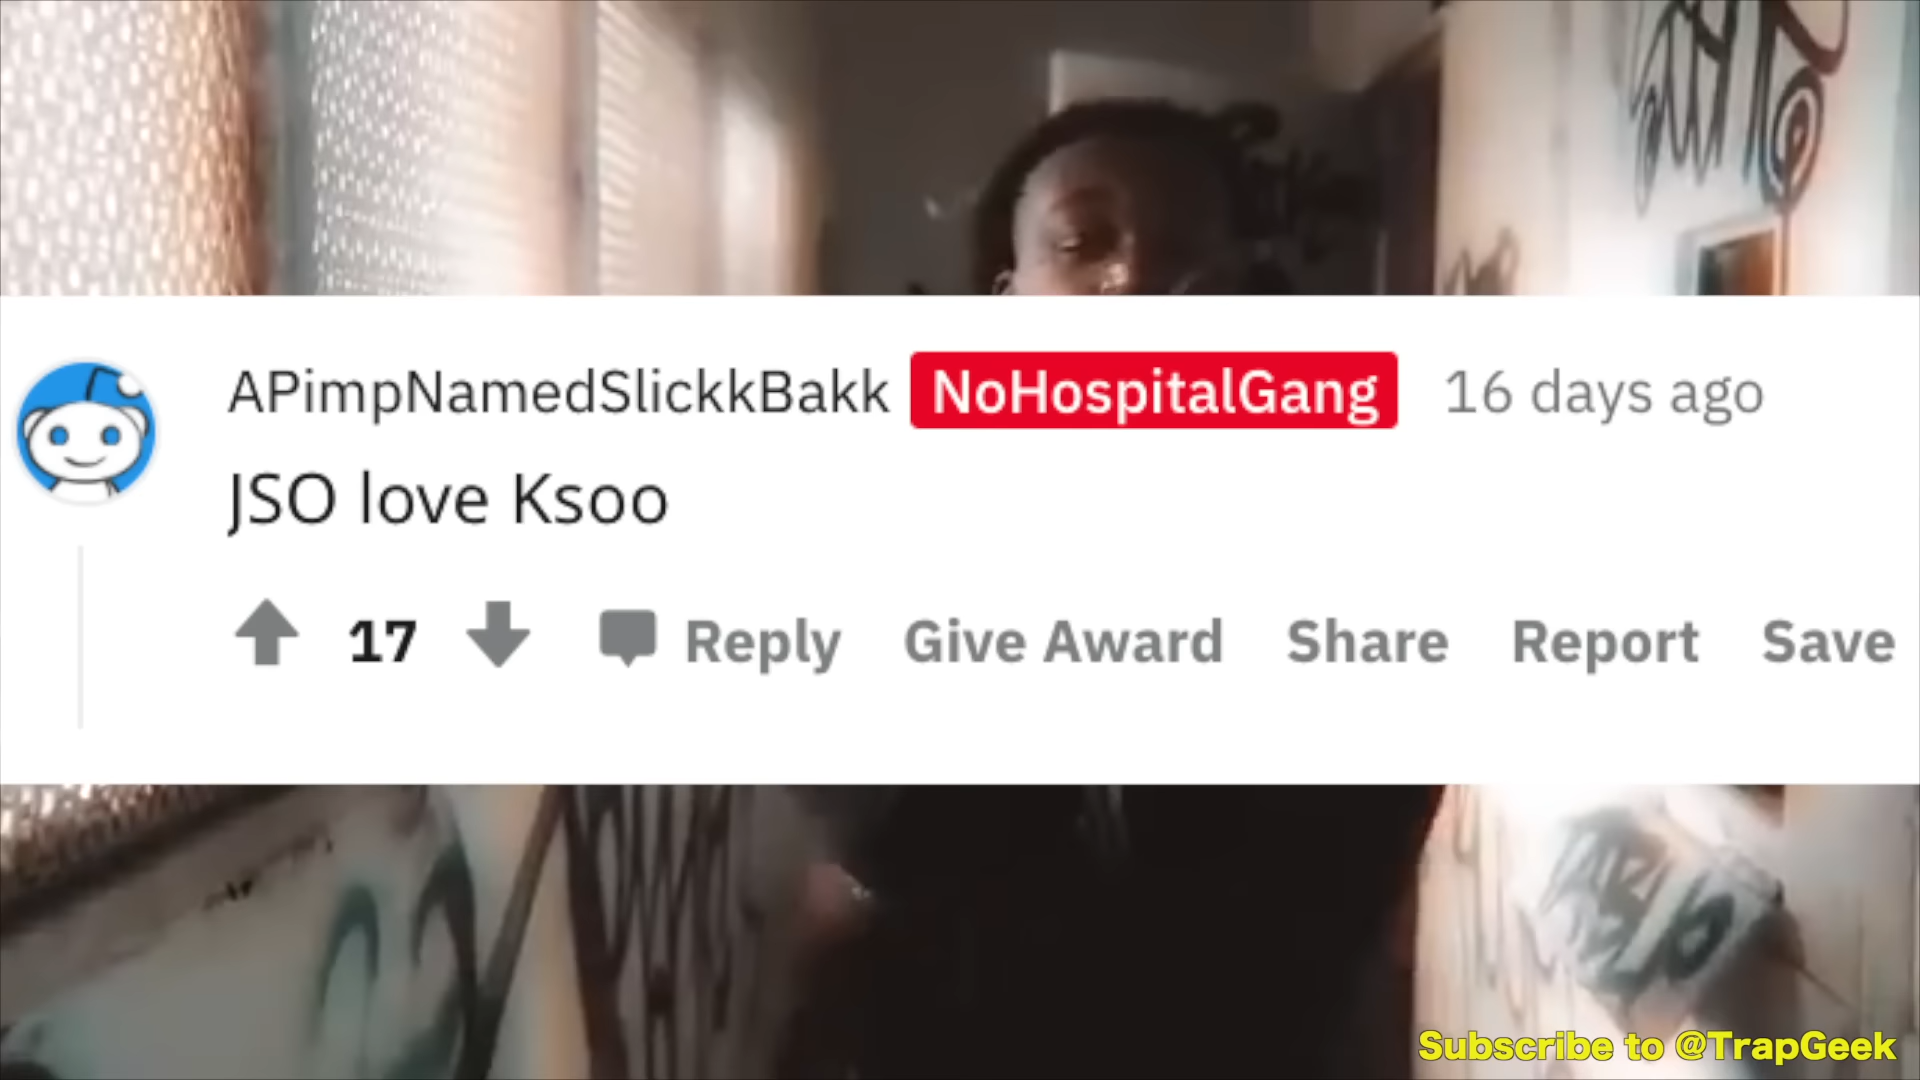 APimpNamedSlickkBakk NoHospitalGang 16 days ago
JSO love Ksoo
17 Reply Give Award Share Report Save
Subscribe to @TrapGeek